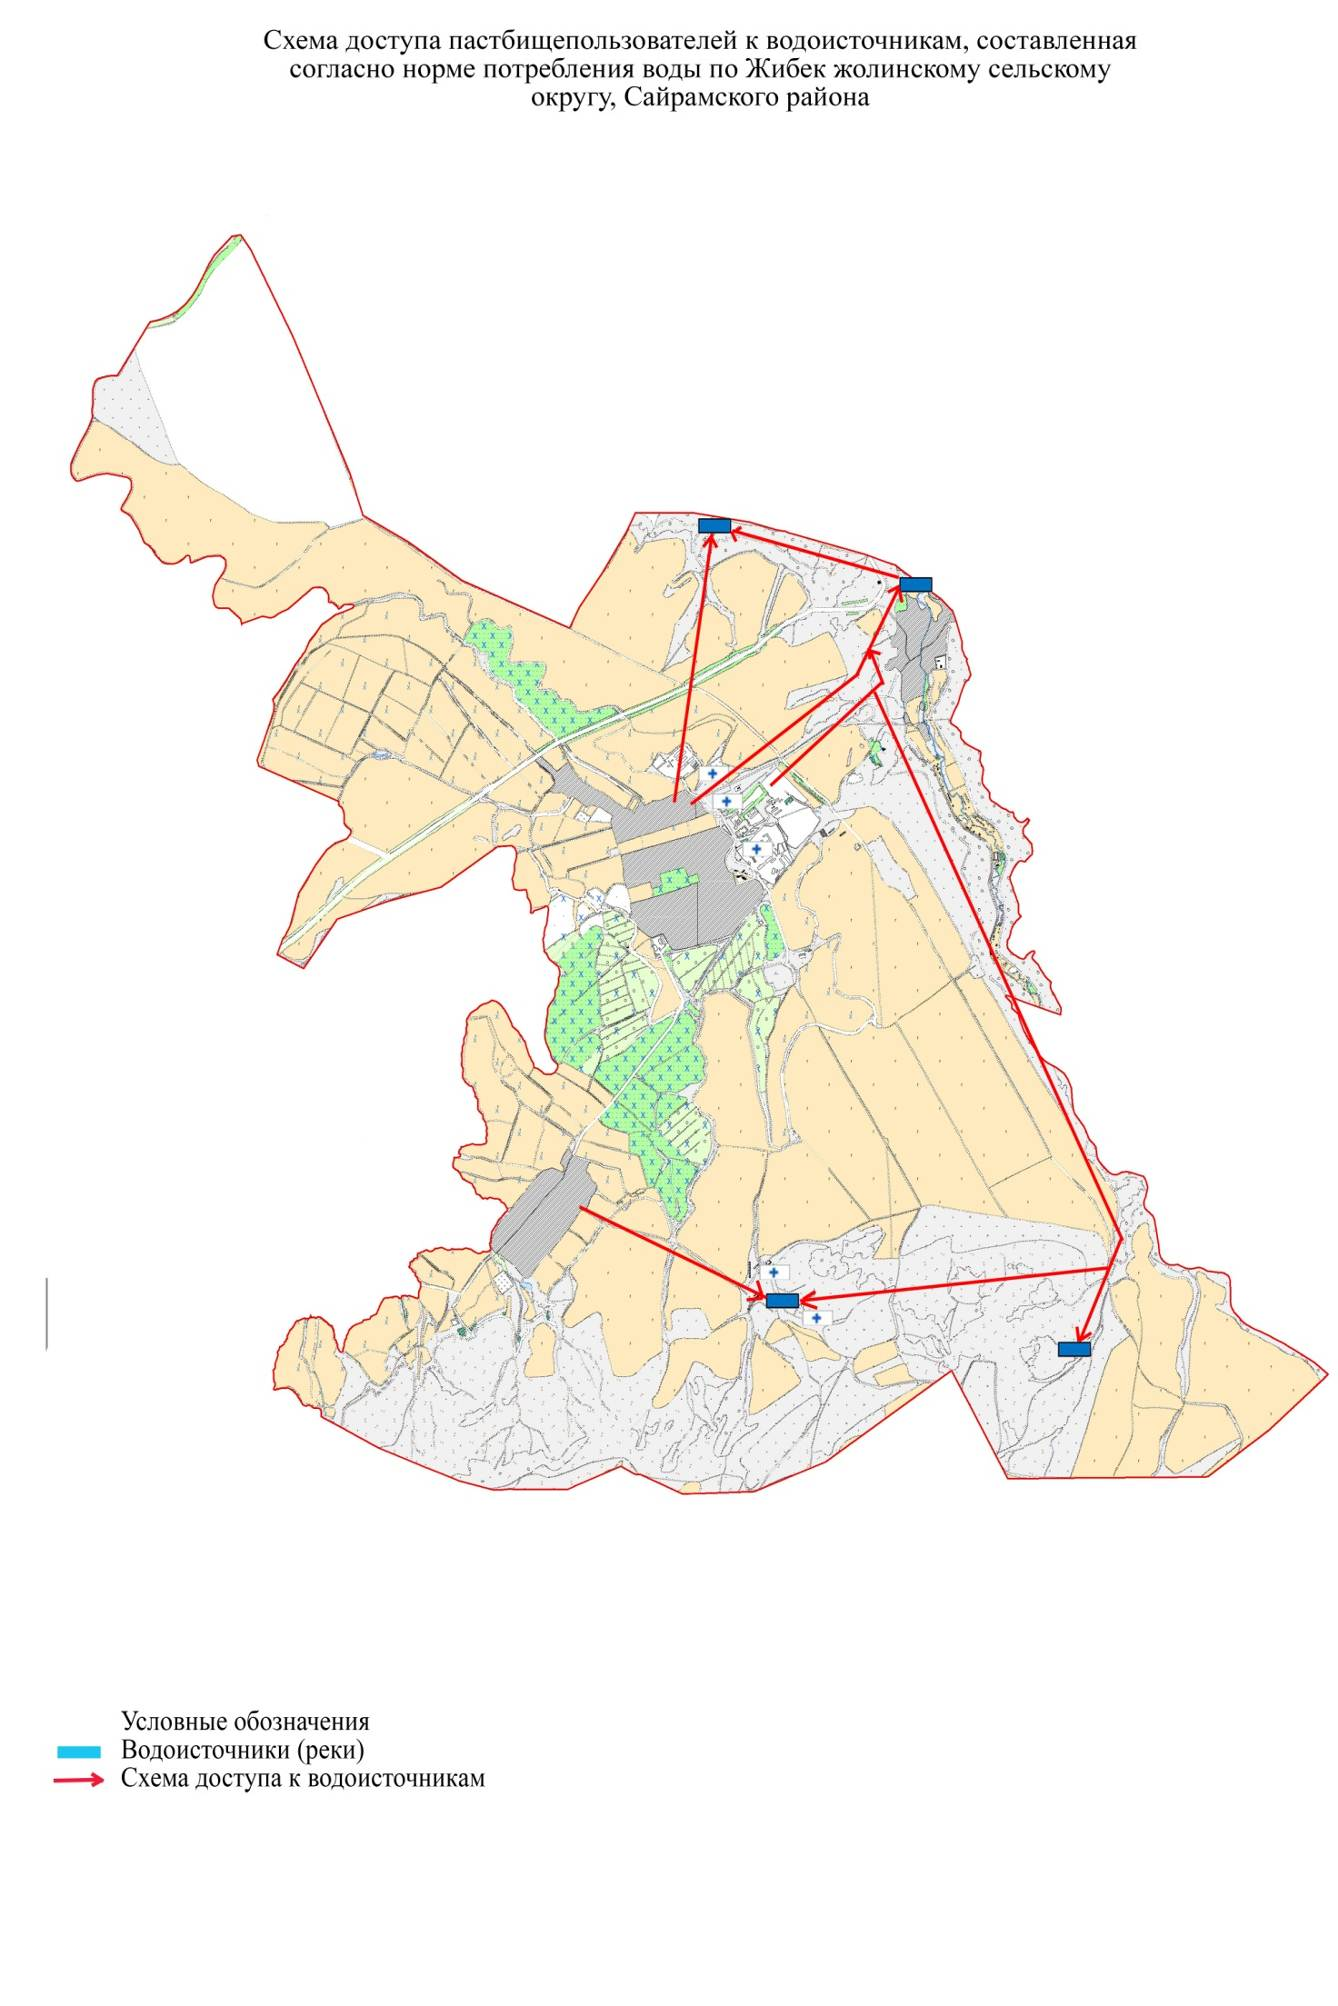 Схема доступа пастбищепользователей к водоисточникам, составленная
согласно норме потребления воды по Жибек жолинскому сельскому
округу, Сайрамского района
Условные обозначения
Водоисточники (реки)
Схема доступа к водоисточникам